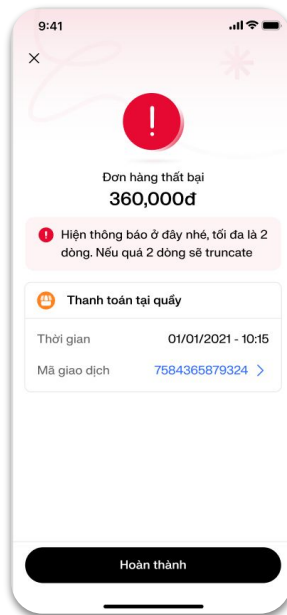 9:41
Đơn hàng thất bại
360,000đ
Hiện thông báo ở đây nhé, tối đa là 2
dòng. Nếu quá 2 dòng sẽ truncate
Thanh toán tại quầy
Thời gian 01/01/2021 - 10:15
Mã giao dịch 7584365879324
Hoàn thành